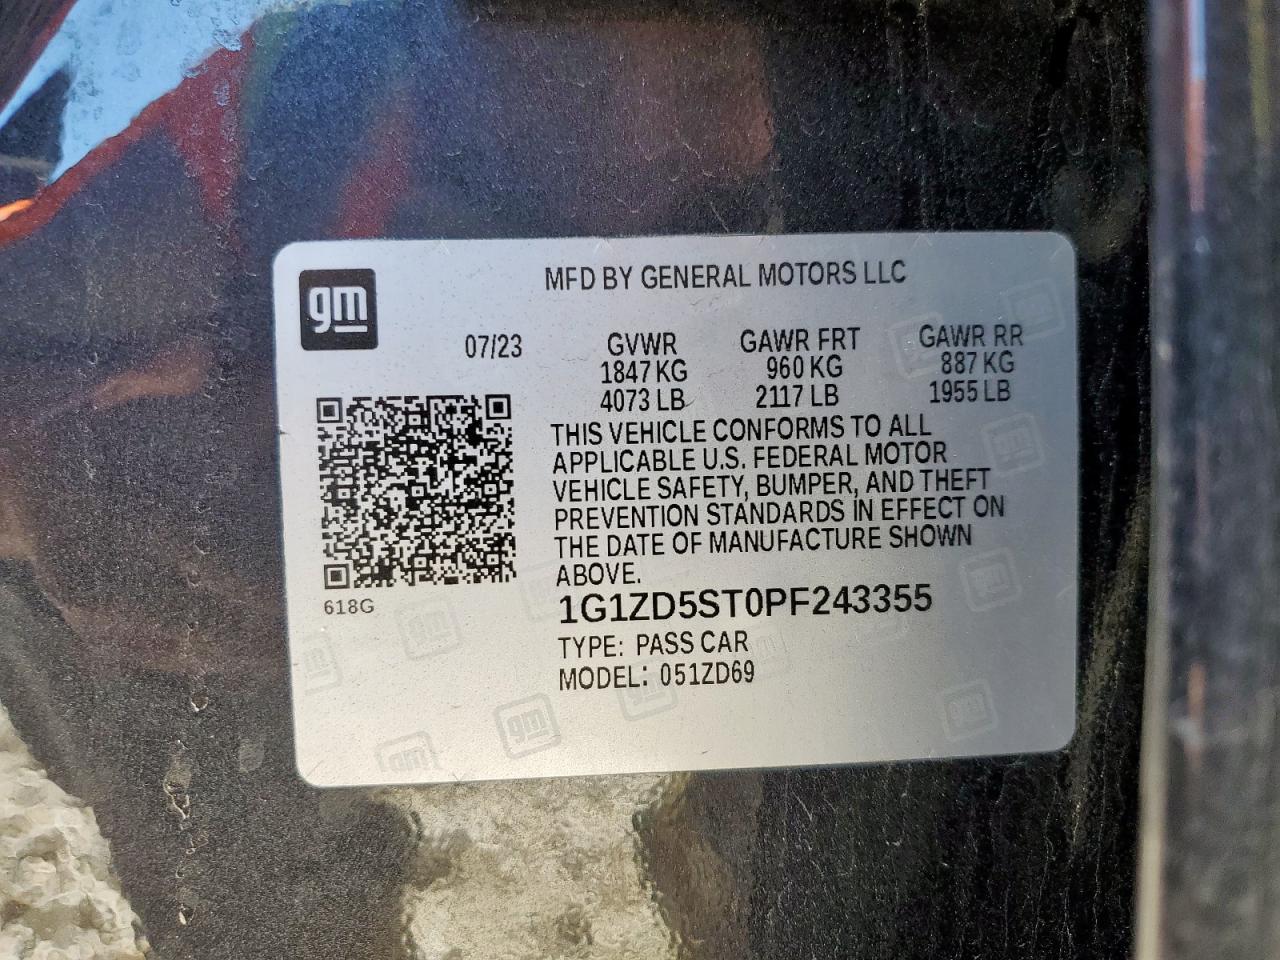 gm
MFD BY GENERAL MOTORS LLC
07/23 GVWR GAWR FRT GAWR RR
1847 KG 960 KG 887 KG
4073 LB 2117 LB 1955 LB
THIS VEHICLE CONFORMS TO ALL
APPLICABLE U.S. FEDERAL MOTOR
VEHICLE SAFETY, BUMPER, AND THEFT
PREVENTION STANDARDS IN EFFECT ON
THE DATE OF MANUFACTURE SHOWN
ABOVE.
618G
1G1ZD5ST0PF243355
TYPE: PASS CAR
MODEL: 051ZD69